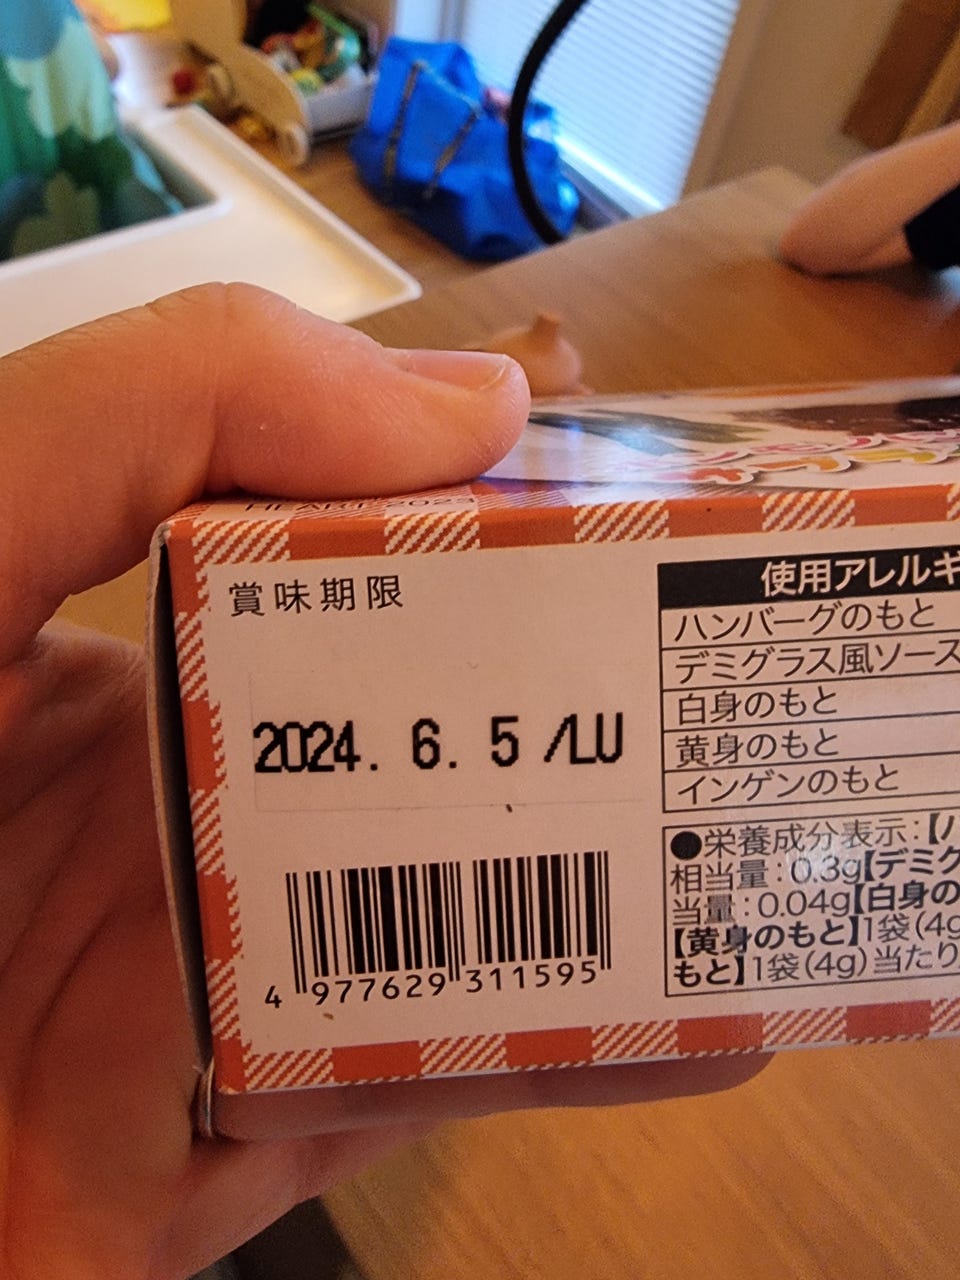 HEART 2023
賞味期限
2024. 6. 5 /LU
4 977629 311595
使用アレルギ
ハンバーグのもと
デミグラス風ソース
白身のもと
黄身のもと
インゲンのもと
●栄養成分表示:【ハ
相当量:0.3g【デミグ
当量:0.04g【白身の
【黄身のもと】1袋(4g
もと】1袋(4g)当たり